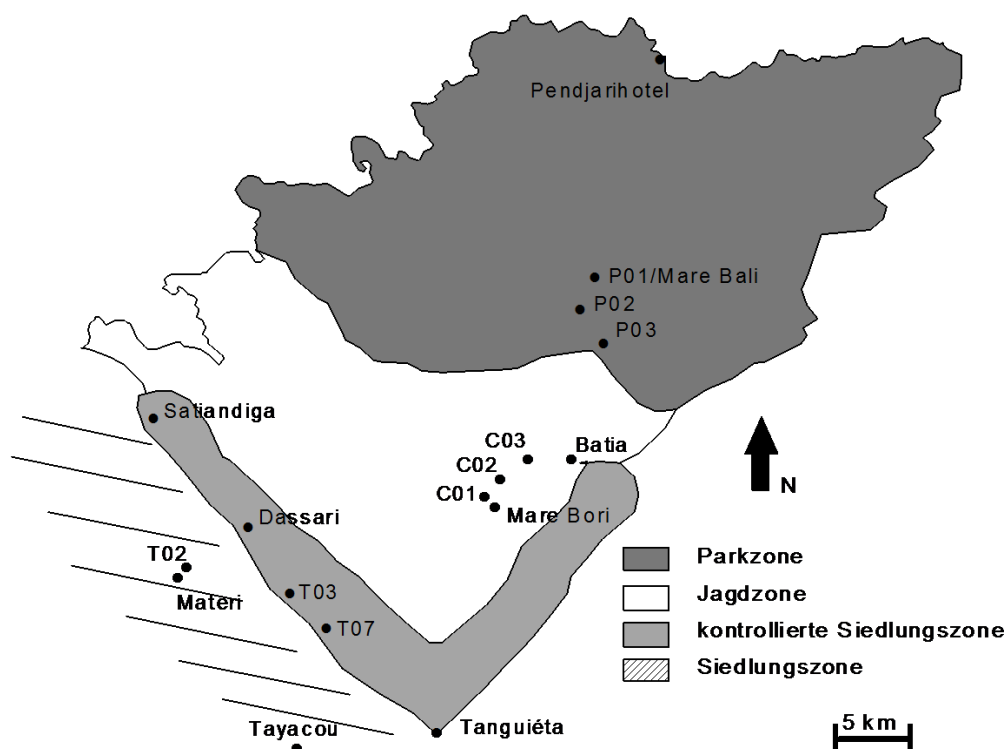 Pendjarihotel
P01/Mare Bali
P02
P03
Satiandiga
C03
Batia
C02
C01
Mare Bori
N
Dassari
T02
Materi
T03
T07
Parkzone
Jagdzone
kontrollierte Siedlungszone
Siedlungszone
Tayacou
Tanguiéta
5 km